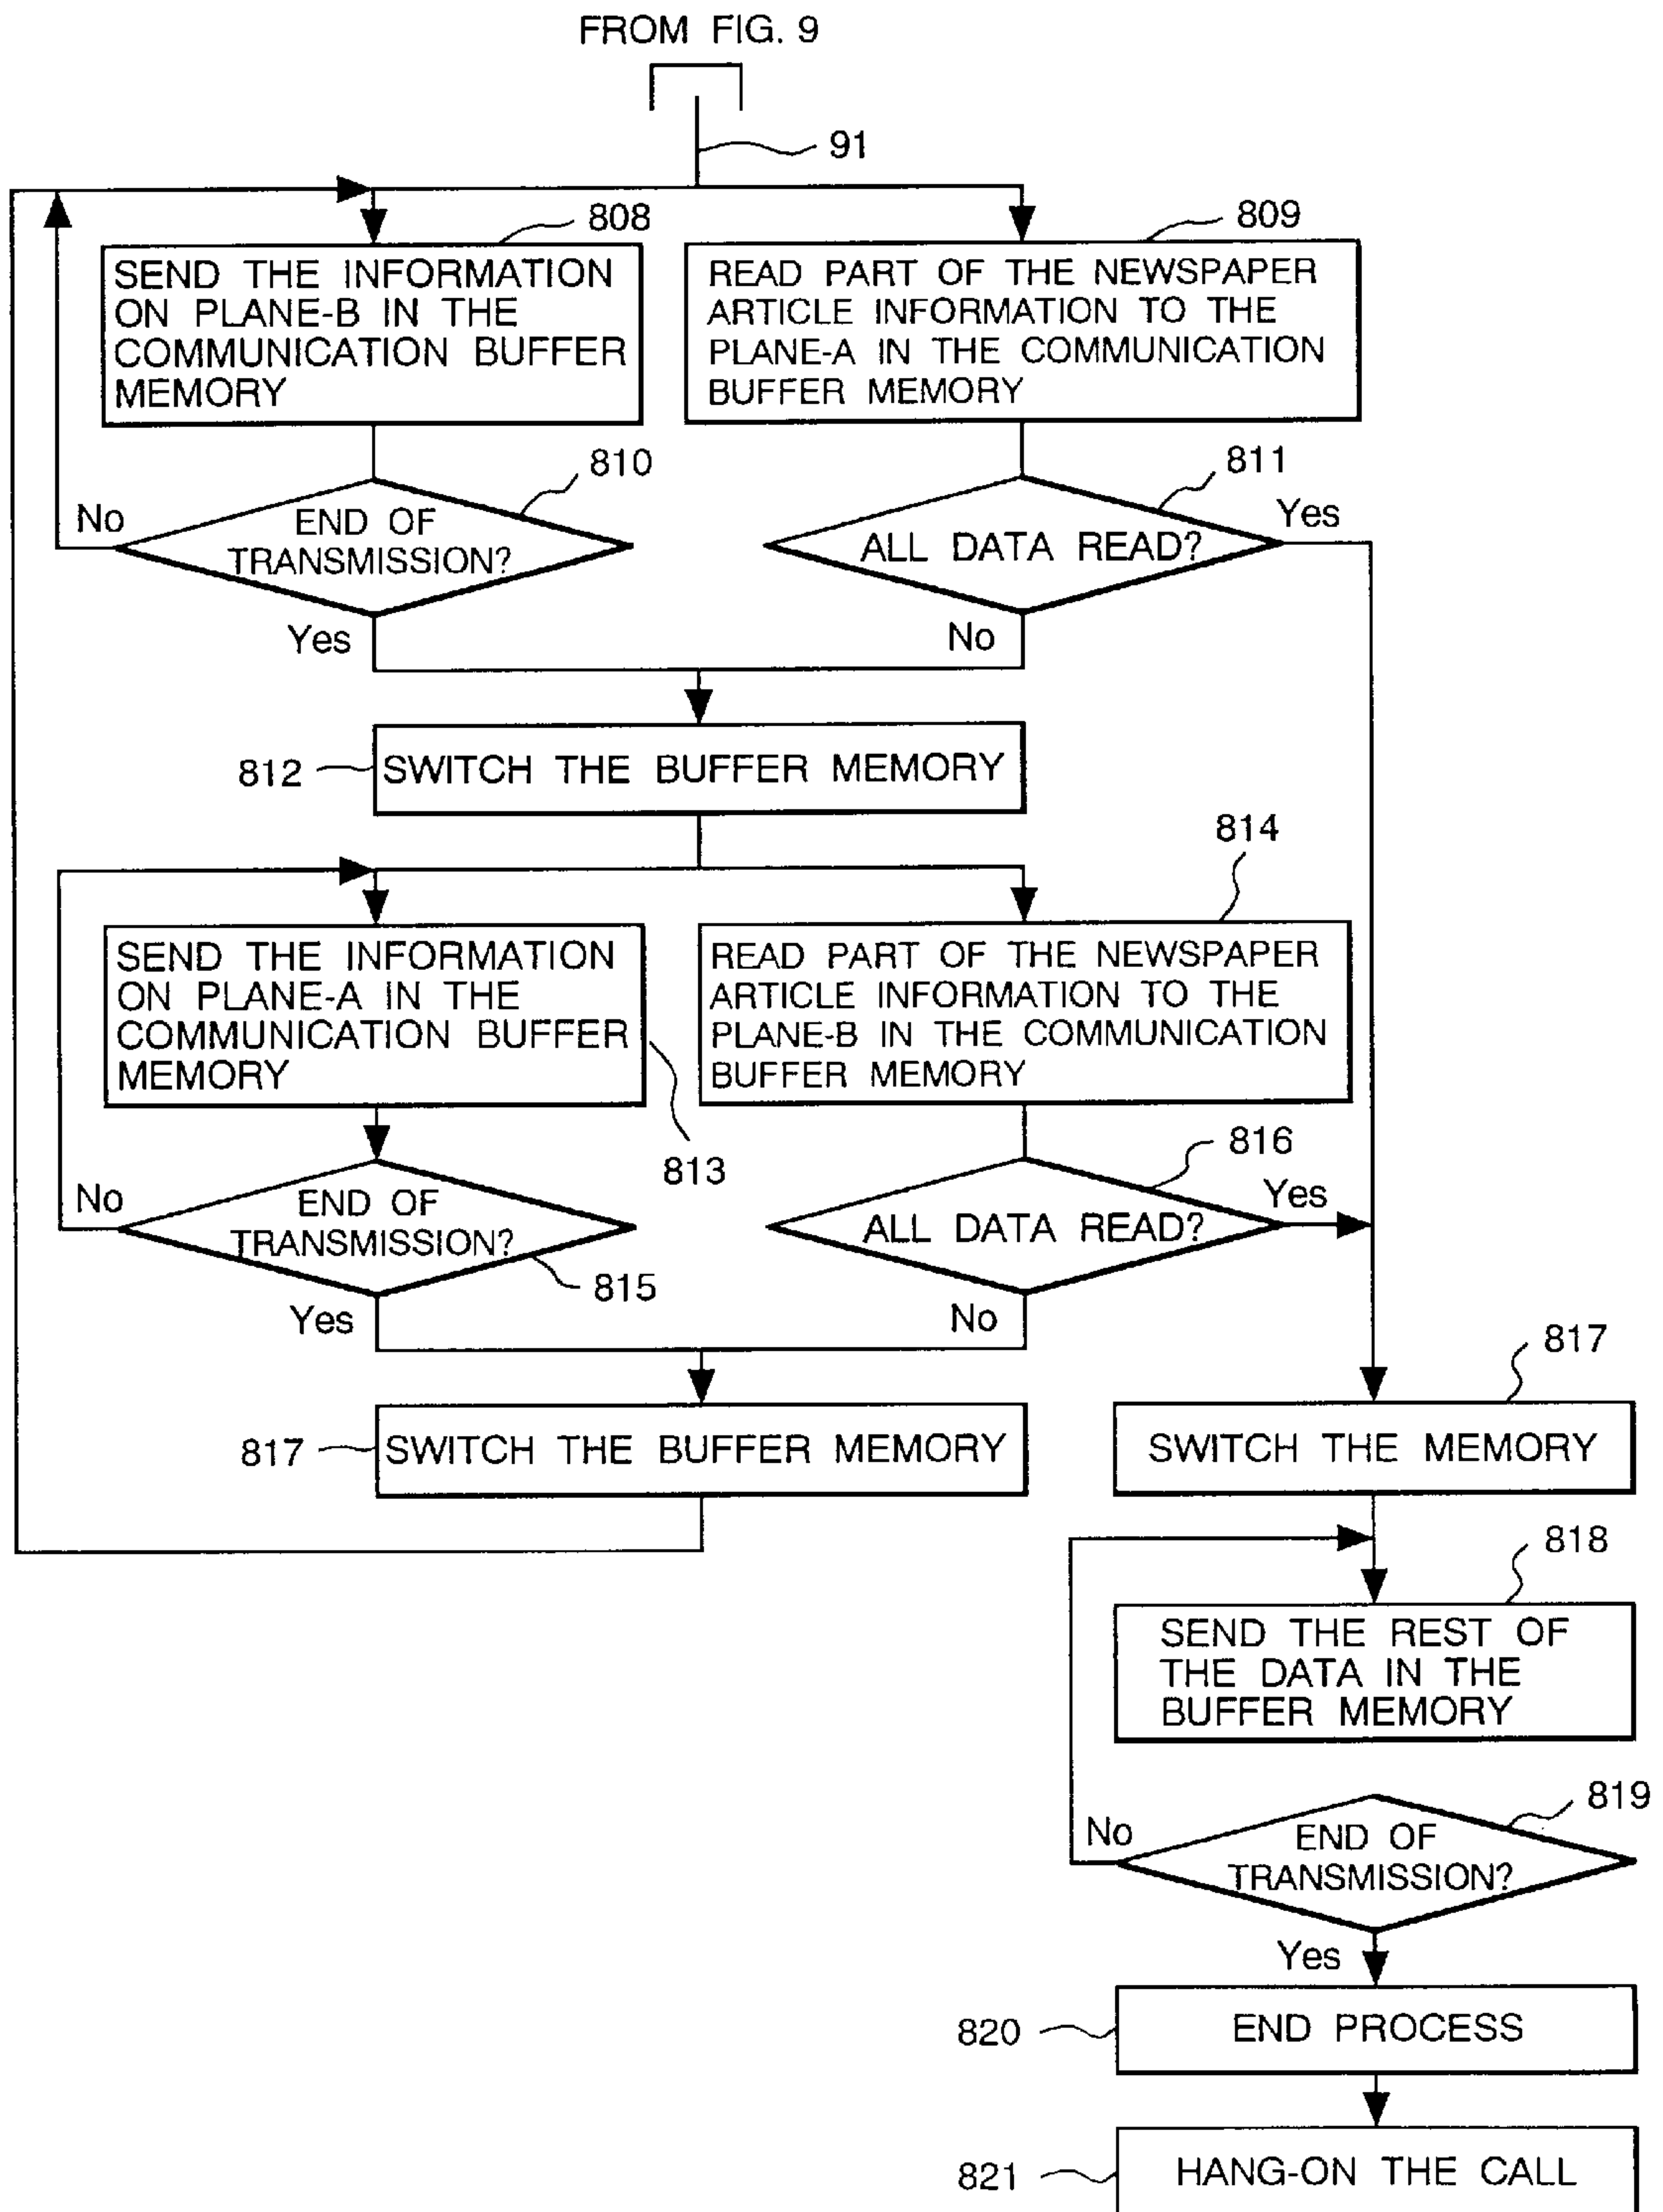 FROM FIG. 9
91
808
SEND THE INFORMATION
ON PLANE-B IN THE
COMMUNICATION BUFFER
MEMORY
809
READ PART OF THE NEWSPAPER
ARTICLE INFORMATION TO THE
PLANE-A IN THE COMMUNICATION
BUFFER MEMORY
810
No
END OF
TRANSMISSION?
Yes
811
Yes
ALL DATA READ?
No
812
SWITCH THE BUFFER MEMORY
814
SEND THE INFORMATION
ON PLANE-A IN THE
COMMUNICATION BUFFER
MEMORY
813
READ PART OF THE NEWSPAPER
ARTICLE INFORMATION TO THE
PLANE-B IN THE COMMUNICATION
BUFFER MEMORY
No
END OF
TRANSMISSION?
815
Yes
816
Yes
ALL DATA READ?
No
817
SWITCH THE BUFFER MEMORY
817
SWITCH THE MEMORY
818
SEND THE REST OF
THE DATA IN THE
BUFFER MEMORY
819
No
END OF
TRANSMISSION?
Yes
820
END PROCESS
821
HANG-ON THE CALL